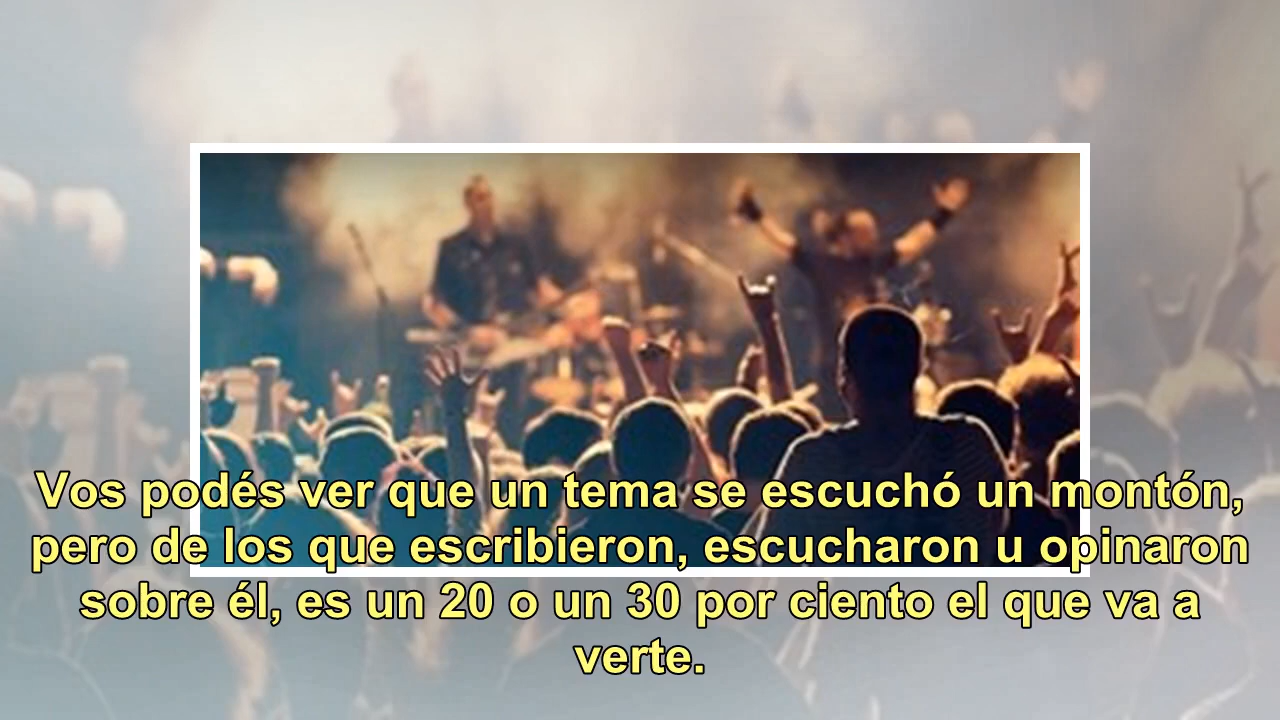 Vos podés ver que un tema se escuchó un montón,
pero de los que escribieron, escucharon u opinaron
sobre él, es un 20 o un 30 por ciento el que va a
verte.